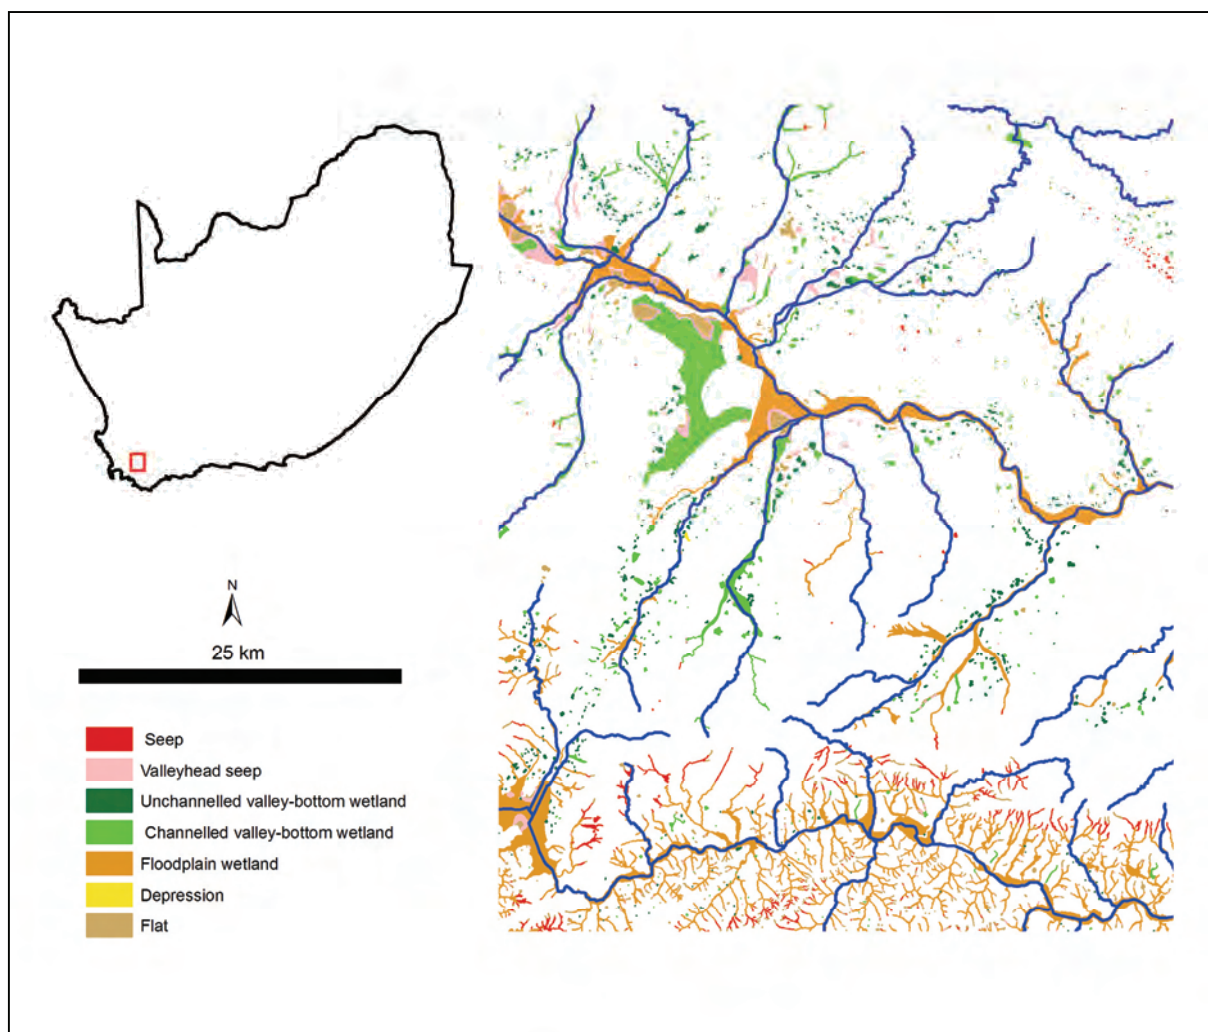 N
25 km
Seep
Valleyhead seep
Unchannelled valley-bottom wetland
Channelled valley-bottom wetland
Floodplain wetland
Depression
Flat